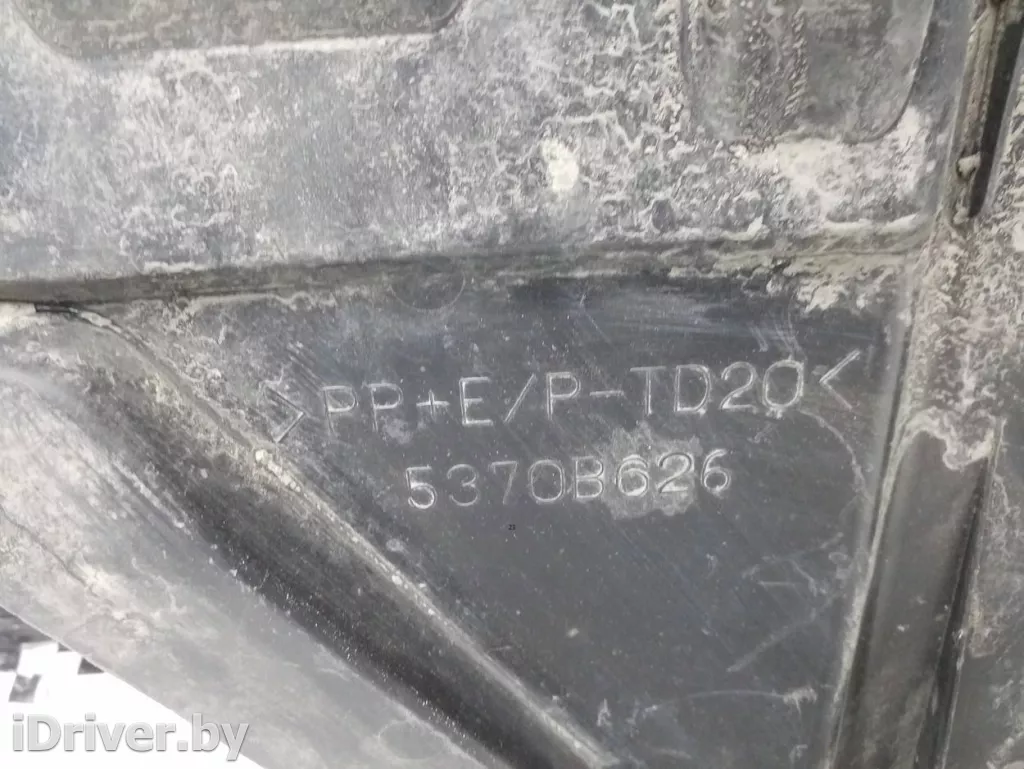 >PP+E/P-TD20<
5370B626
iDriver.by